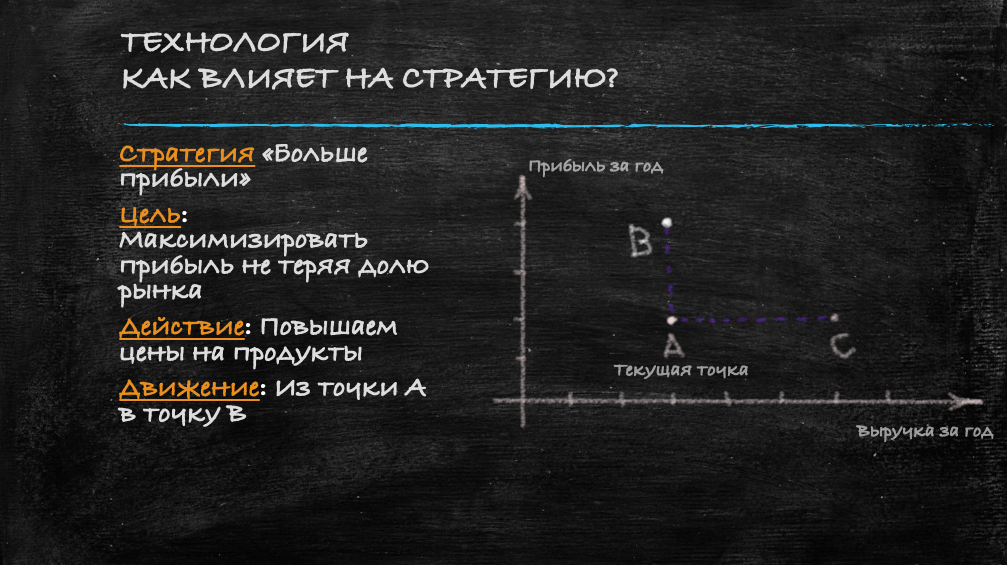 ТЕХНОЛОГИЯ
КАК ВЛИЯЕТ НА СТРАТЕГИЮ?
Стратегия «Больше
прибыли»
Цель:
Максимизировать
прибыль не теряя долю
рынка
Действие: Повышаем
цены на продукты
Движение: Из точки А
в точку В
Прибыль за год
B
A
C
Текущая точка
Выручка за год